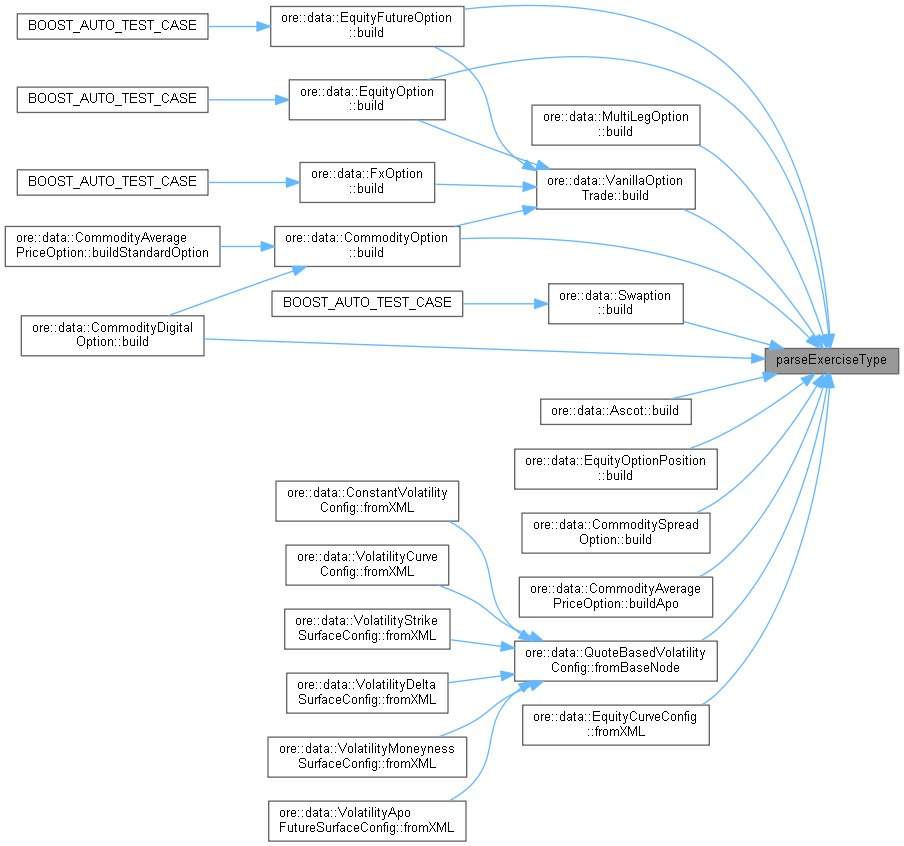 BOOST_AUTO_TEST_CASE
ore::data::EquityFutureOption
::build
BOOST_AUTO_TEST_CASE
ore::data::EquityOption
::build
ore::data::MultiLegOption
::build
BOOST_AUTO_TEST_CASE
ore::data::FxOption
::build
ore::data::VanillaOption
Trade::build
ore::data::CommodityAverage
PriceOption::buildStandardOption
ore::data::CommodityOption
::build
BOOST_AUTO_TEST_CASE
ore::data::Swaption
::build
ore::data::CommodityDigital
Option::build
parseExerciseType
ore::data::Ascot::build
ore::data::EquityOptionPosition
::build
ore::data::ConstantVolatility
Config::fromXML
ore::data::CommoditySpread
Option::build
ore::data::VolatilityCurve
Config::fromXML
ore::data::CommodityAverage
PriceOption::buildApo
ore::data::VolatilityStrike
SurfaceConfig::fromXML
ore::data::QuoteBasedVolatility
Config::fromBaseNode
ore::data::VolatilityDelta
SurfaceConfig::fromXML
ore::data::EquityCurveConfig
::fromXML
ore::data::VolatilityMoneyness
SurfaceConfig::fromXML
ore::data::VolatilityApo
FutureSurfaceConfig::fromXML